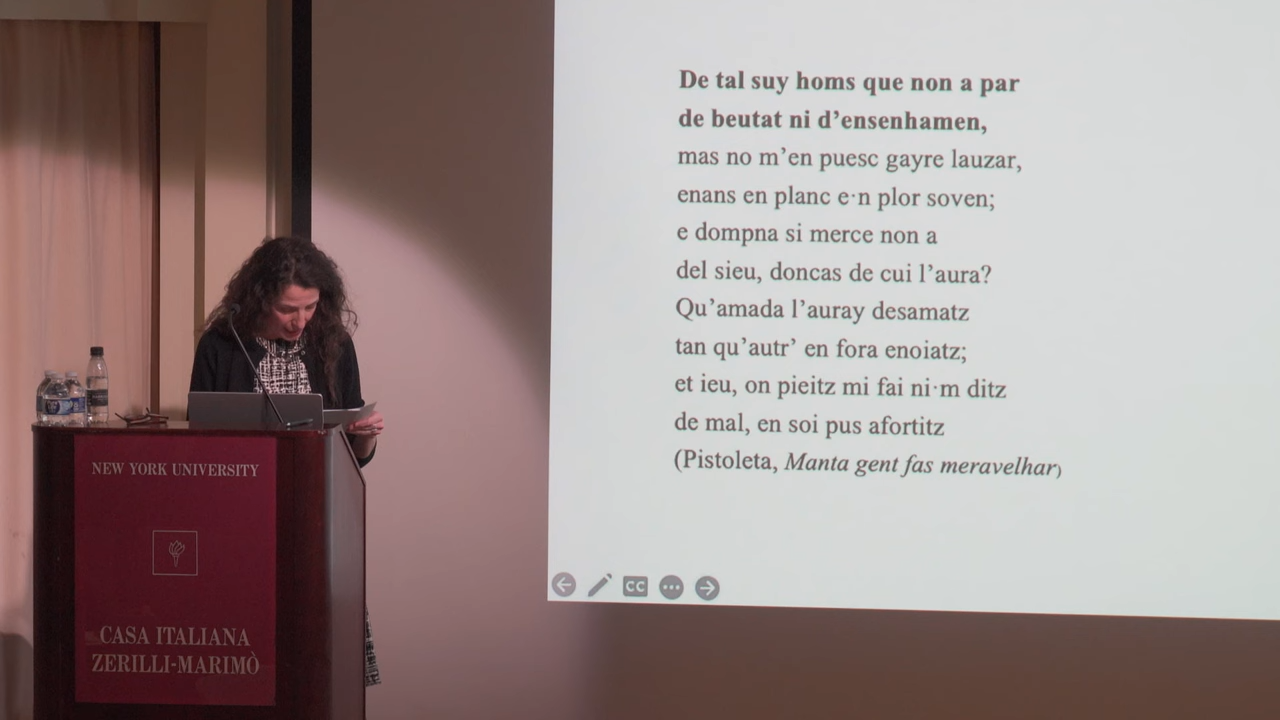 De tal suy homs que non a par
de beutat ni d’ensenhamen,
mas no m’en puesc gayre lauzar,
enans en planc e·n plor soven;
e dompna si merce non a
del sieu, doncas de cui l’aura?
Qu’amada l’auray desamatz
tan qu’autr’ en fora enoiatz;
et ieu, on pieitz mi fai ni·m ditz
de mal, en soi pus afortitz
(Pistoleta, Manta gent fas meravelhar)
CC
NEW YORK UNIVERSITY
CASA ITALIANA
ZERILLI-MARIMÒ